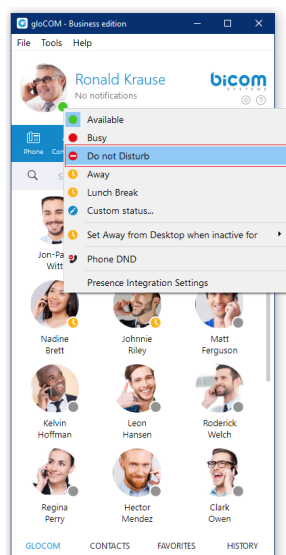 gloCOM - Business edition
File Tools Help
Ronald Krause
No notifications
bicom
SYSTEMS
Available
Busy
Do not Disturb
Away
Lunch Break
Custom status...
Set Away from Desktop when inactive for
Phone DND
Presence Integration Settings
Phone
Nadine
Brett
Johnnie
Riley
Matt
Ferguson
Kelvin
Hoffman
Leon
Hansen
Roderick
Welch
Regina
Perry
Hector
Mendez
Clark
Owen
GLOCOM CONTACTS FAVORITES HISTORY